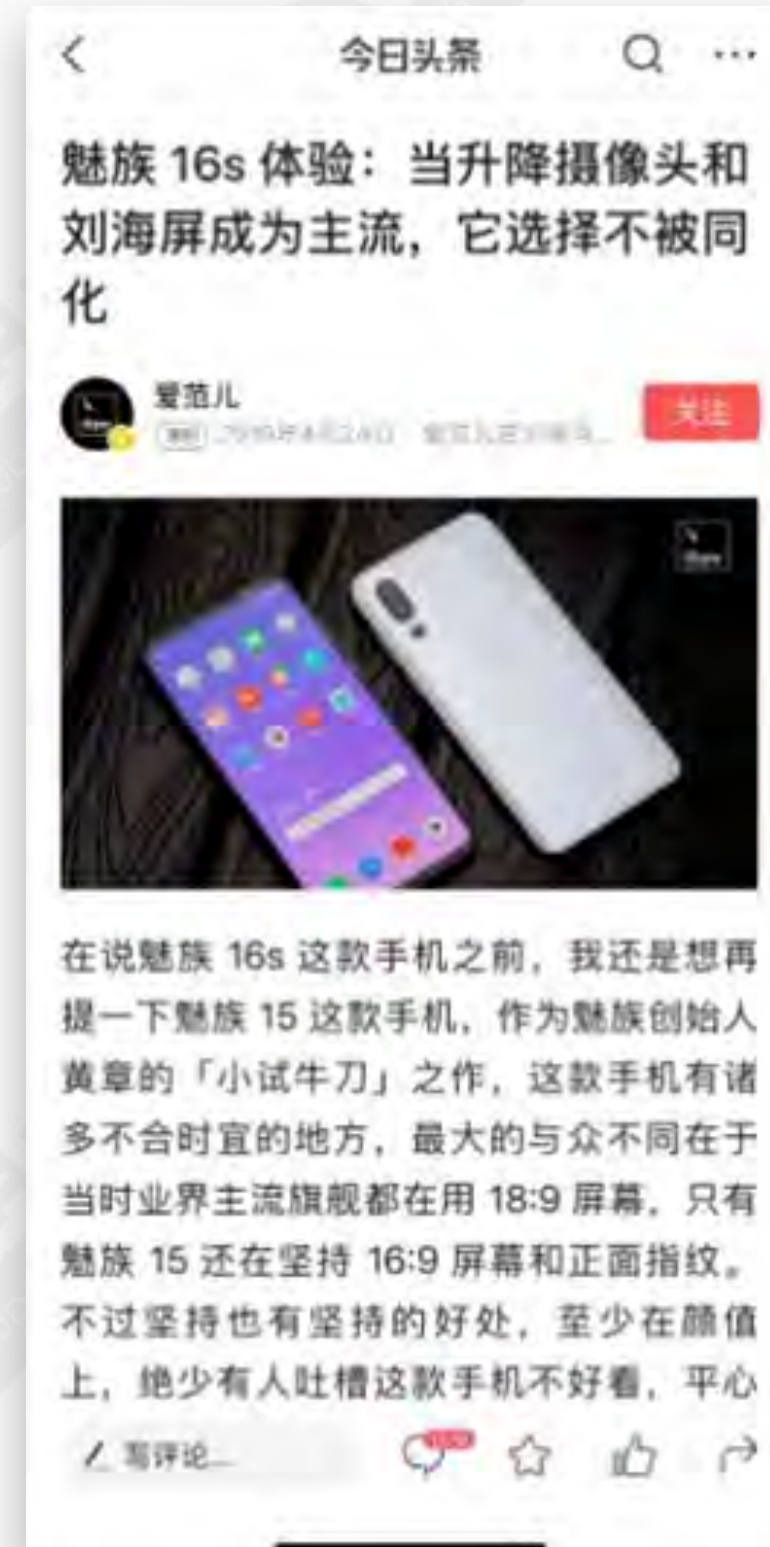 今日头条
魅族 16s 体验：当升降摄像头和
刘海屏成为主流，它选择不被同
化
爱范儿
关注
在说魅族 16s 这款手机之前，我还是想再
提一下魅族 15 这款手机，作为魅族创始人
黄章的「小试牛刀」之作，这款手机有诸
多不合时宜的地方，最大的与众不同在于
当时业界主流旗舰都在用 18:9 屏幕，只有
魅族 15 还在坚持 16:9 屏幕和正面指纹。
不过坚持也有坚持的好处，至少在颜值
上，绝少有人吐槽这款手机不好看，平心
写评论...